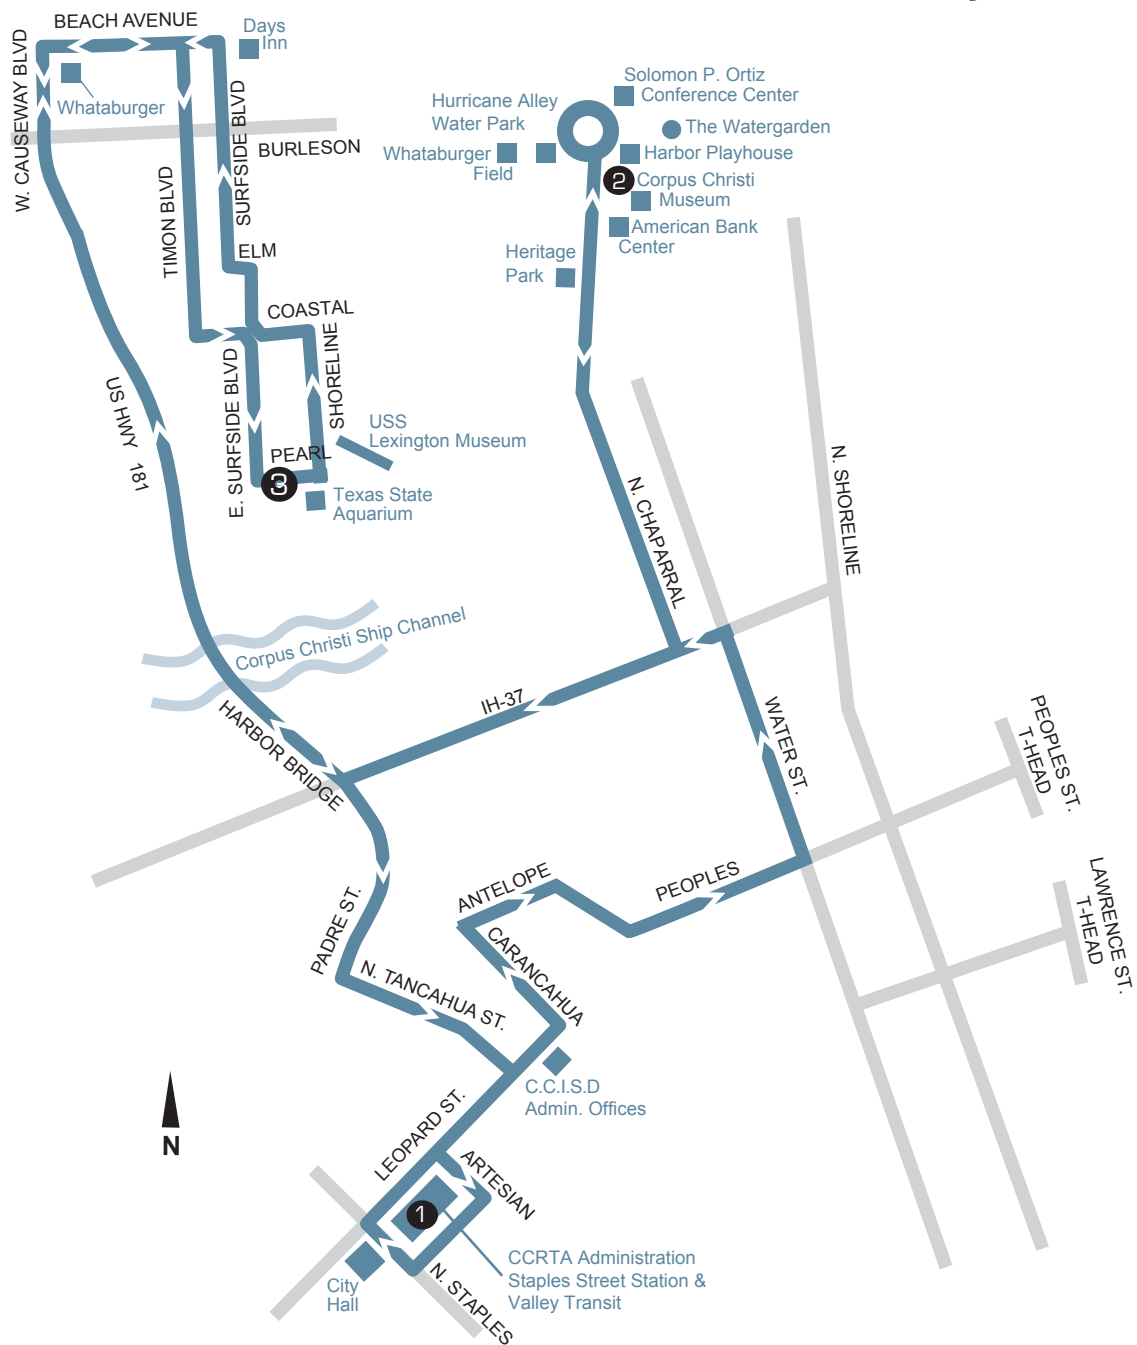 BEACH AVENUE
Days
Inn
W. CAUSEWAY BLVD
Whataburger
SURFSIDE BLVD
BURLESON
TIMON BLVD
ELM
COASTAL
SHORELINE
E. SURFSIDE BLVD
USS
Lexington Museum
PEARL
3
Texas State
Aquarium
US HWY 181
Solomon P. Ortiz
Conference Center
Hurricane Alley
Water Park
The Watergarden
Whataburger
Field
Harbor Playhouse
2
Corpus Christi
Museum
American Bank
Center
Heritage
Park
N. SHORELINE
N. CHAPARRAL
Corpus Christi Ship Channel
HARBOR BRIDGE
IH-37
WATER ST.
PEOPLES ST.
T-HEAD
LAWRENCE ST.
T-HEAD
PEOPLES
ANTELOPE
CARANCAHUA
PADRE ST.
N. TANCAHUA ST.
C.C.I.S.D
Admin. Offices
LEOPARD ST.
ARTESIAN
N
1
CCRTA Administration
Staples Street Station &
Valley Transit
City
Hall
N. STAPLES